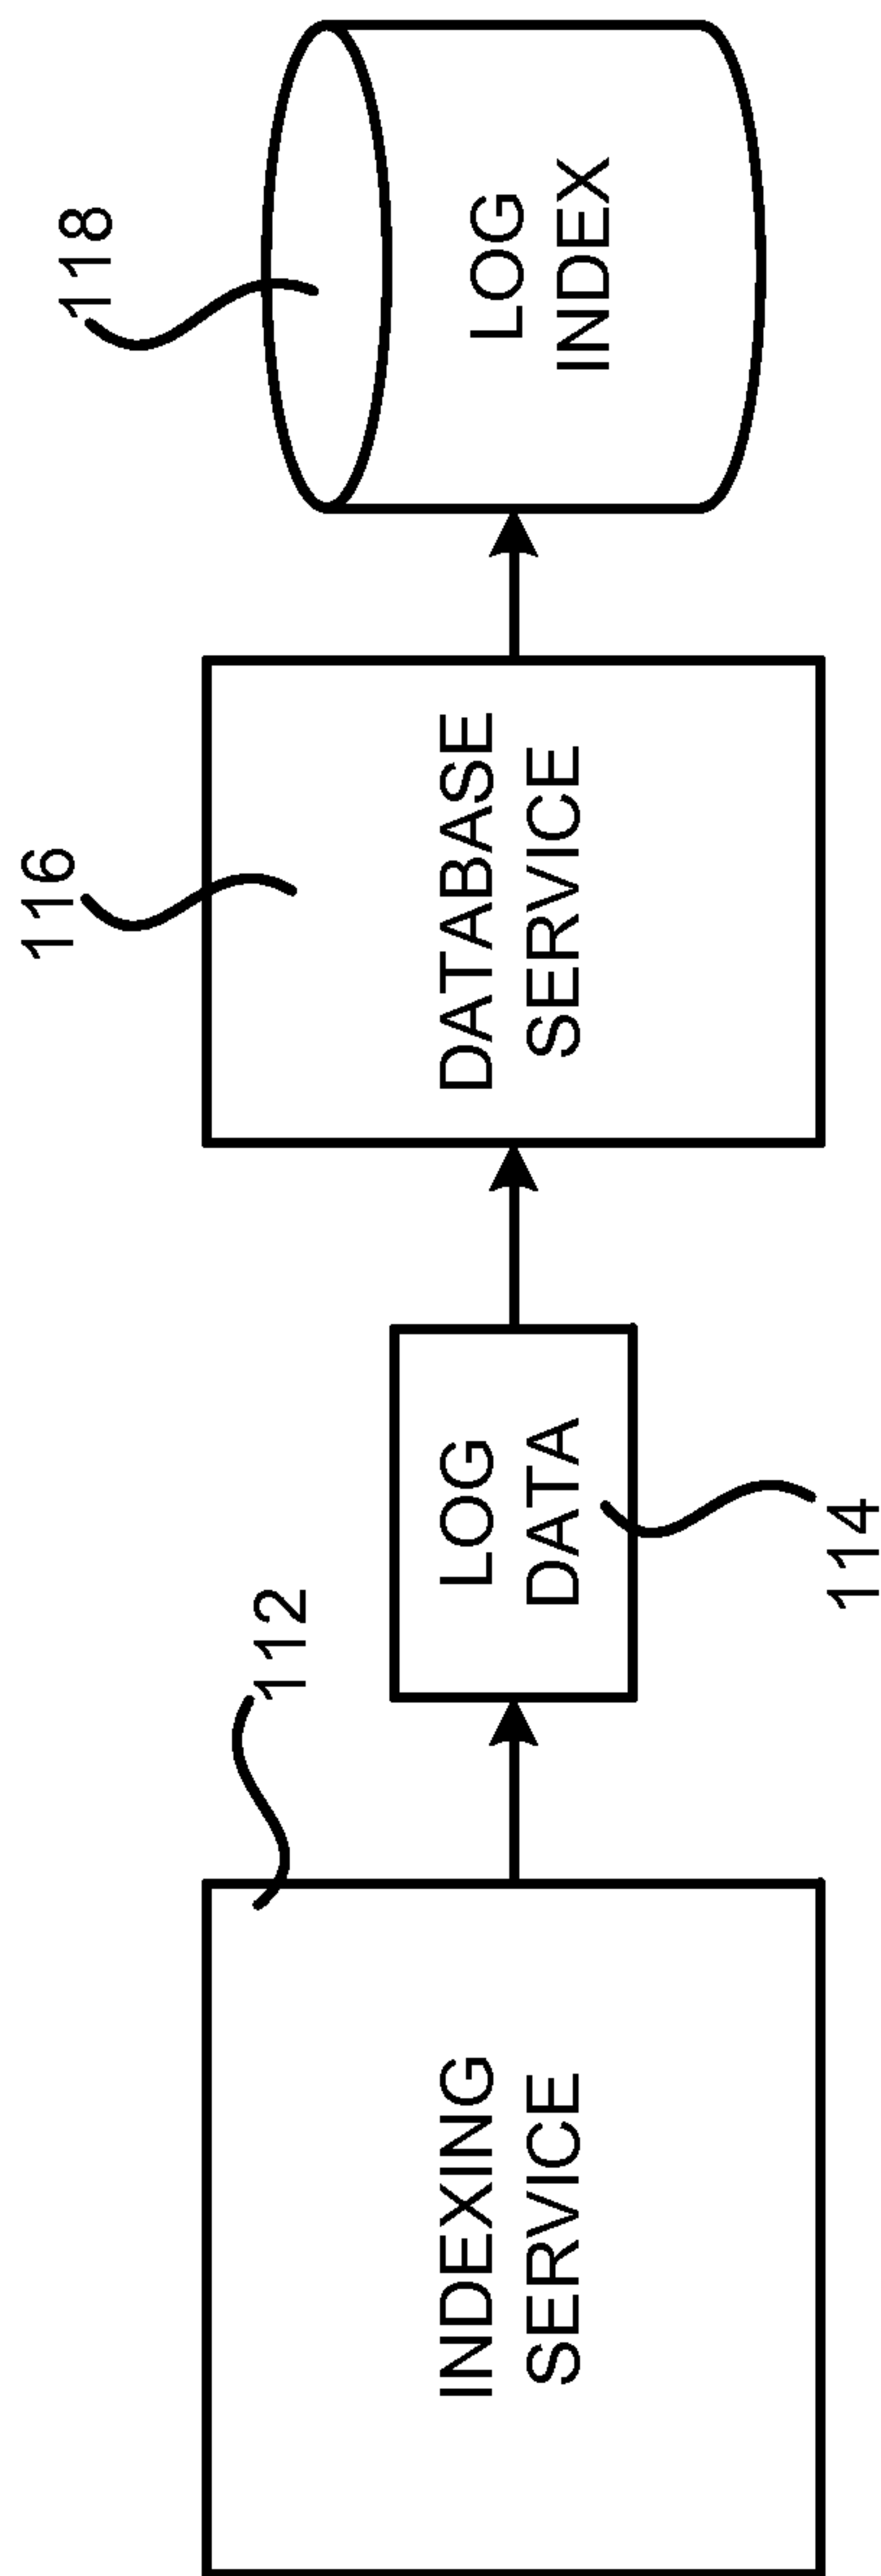 112
INDEXING
SERVICE
LOG
DATA
114
116
DATABASE
SERVICE
118
LOG
INDEX